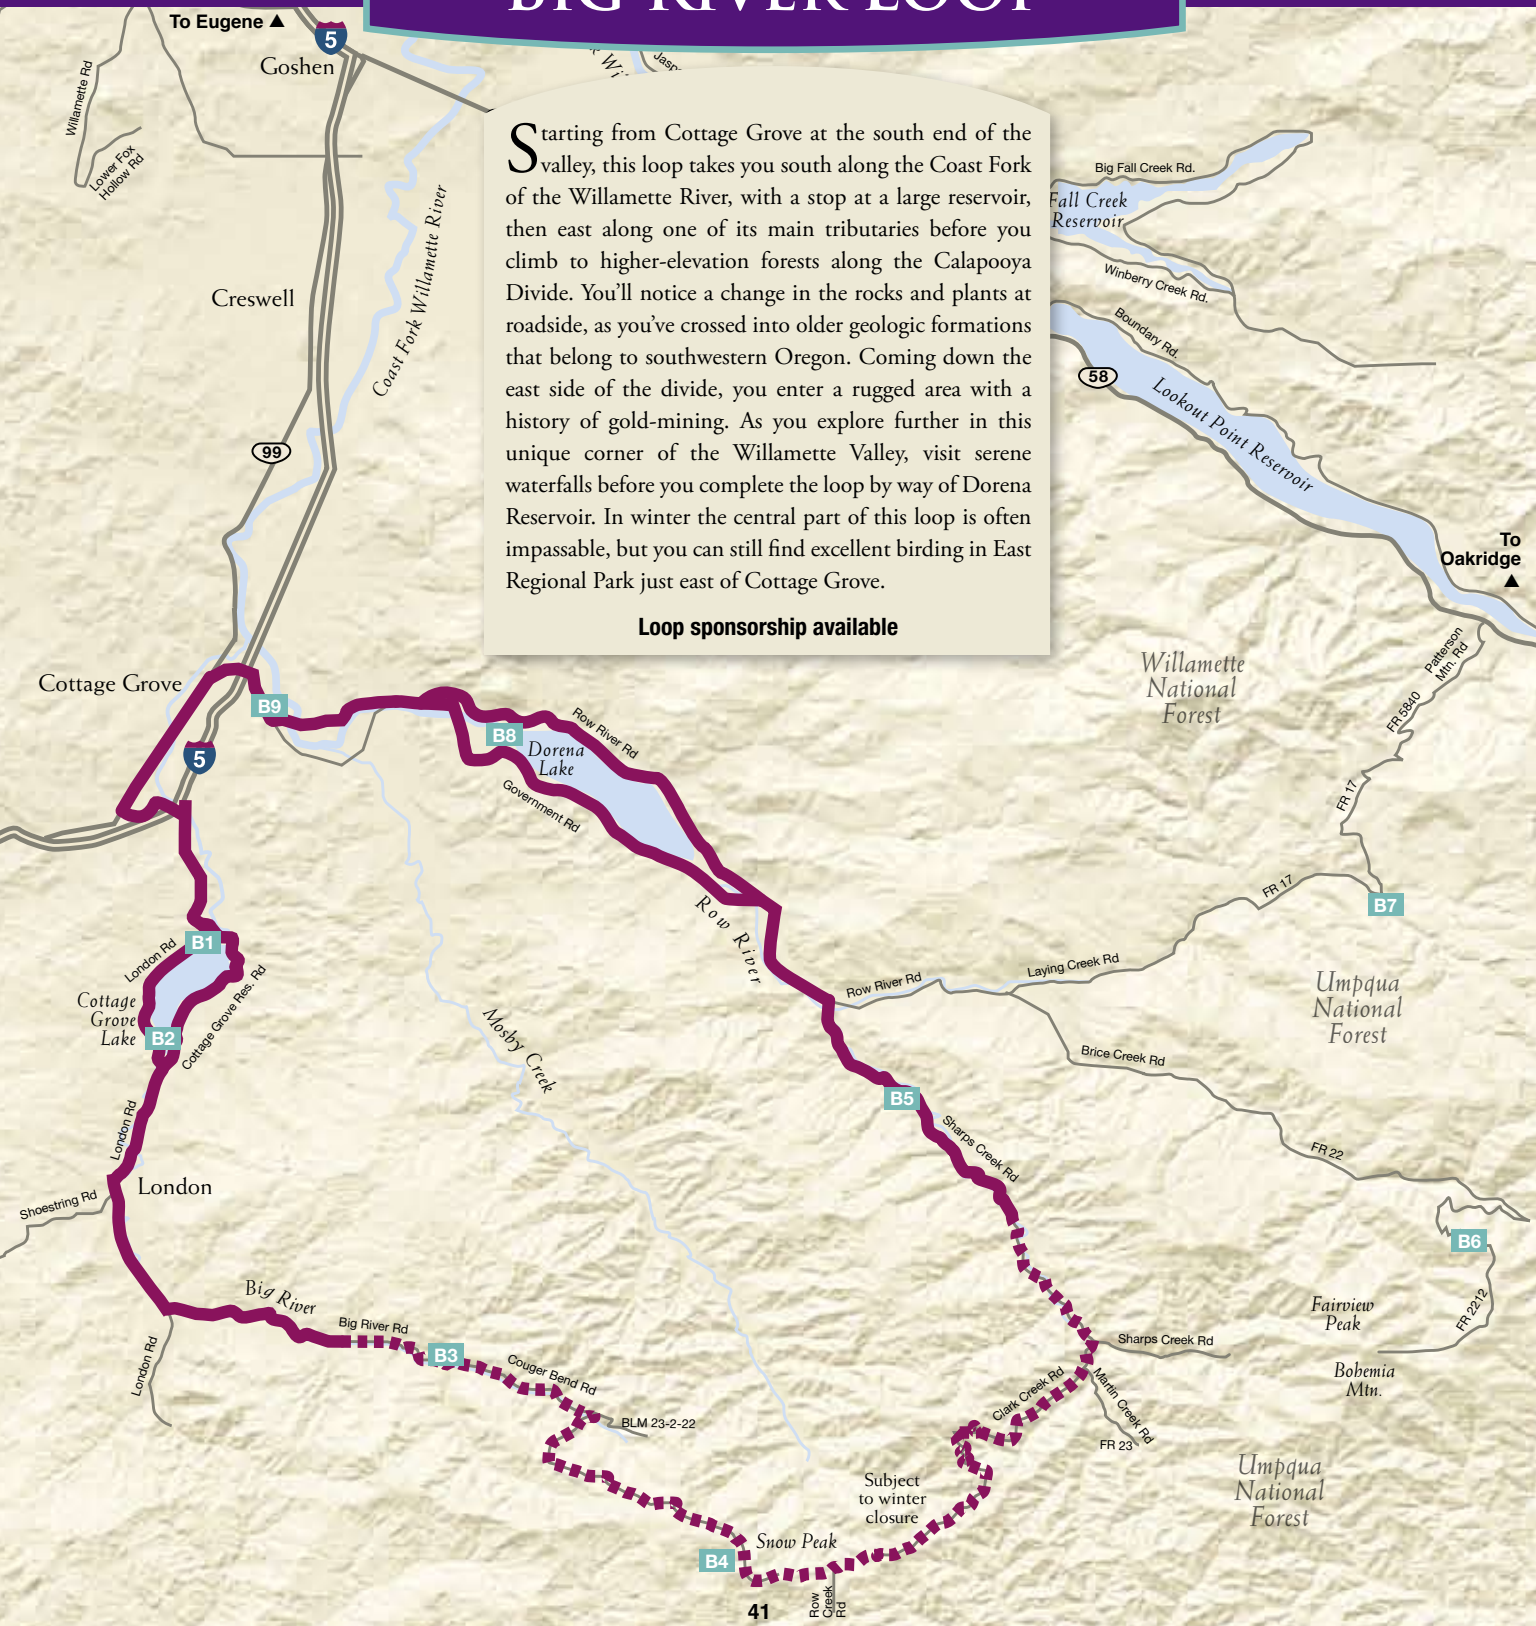 BIG RIVER LOOP
To Eugene
5
Goshen
Willamette Rd
Lower Fox
Hollow Rd
Coast Fork Willamette River
Creswell
99
Starting from Cottage Grove at the south end of the
valley, this loop takes you south along the Coast Fork
of the Willamette River, with a stop at a large reservoir,
then east along one of its main tributaries before you
climb to higher-elevation forests along the Calapooya
Divide. You’ll notice a change in the rocks and plants at
roadside, as you’ve crossed into older geologic formations
that belong to southwestern Oregon. Coming down the
east side of the divide, you enter a rugged area with a
history of gold-mining. As you explore further in this
unique corner of the Willamette Valley, visit serene
waterfalls before you complete the loop by way of Dorena
Reservoir. In winter the central part of this loop is often
impassable, but you can still find excellent birding in East
Regional Park just east of Cottage Grove.
Loop sponsorship available
Big Fall Creek Rd.
Fall Creek
Reservoir
Winberry Creek Rd.
Boundary Rd.
58
Lookout Point Reservoir
To
Oakridge
Patterson
Mtn. Rd
Willamette
National
Forest
FR 5840
FR 17
FR 17
B7
Cottage Grove
B9
5
B8
Dorena
Lake
Row River Rd
Government Rd
Row River
B1
London Rd
Cottage
Grove
Lake
B2
Cottage Grove Res. Rd
Row River Rd
Laying Creek Rd
Umpqua
National
Forest
Mosby Creek
Brice Creek Rd
B5
Sharps Creek Rd
FR 22
London Rd
London
Shoestring Rd
B6
Big River
Big River Rd
B3
Couger Bend Rd
London Rd
BLM 23-2-22
Fairview
Peak
FR 2212
Sharps Creek Rd
Bohemia
Mtn.
Clark Creek Rd
Martin Creek Rd
FR 23
Subject
to winter
closure
Umpqua
National
Forest
Snow Peak
B4
Row
Creek
Rd
41